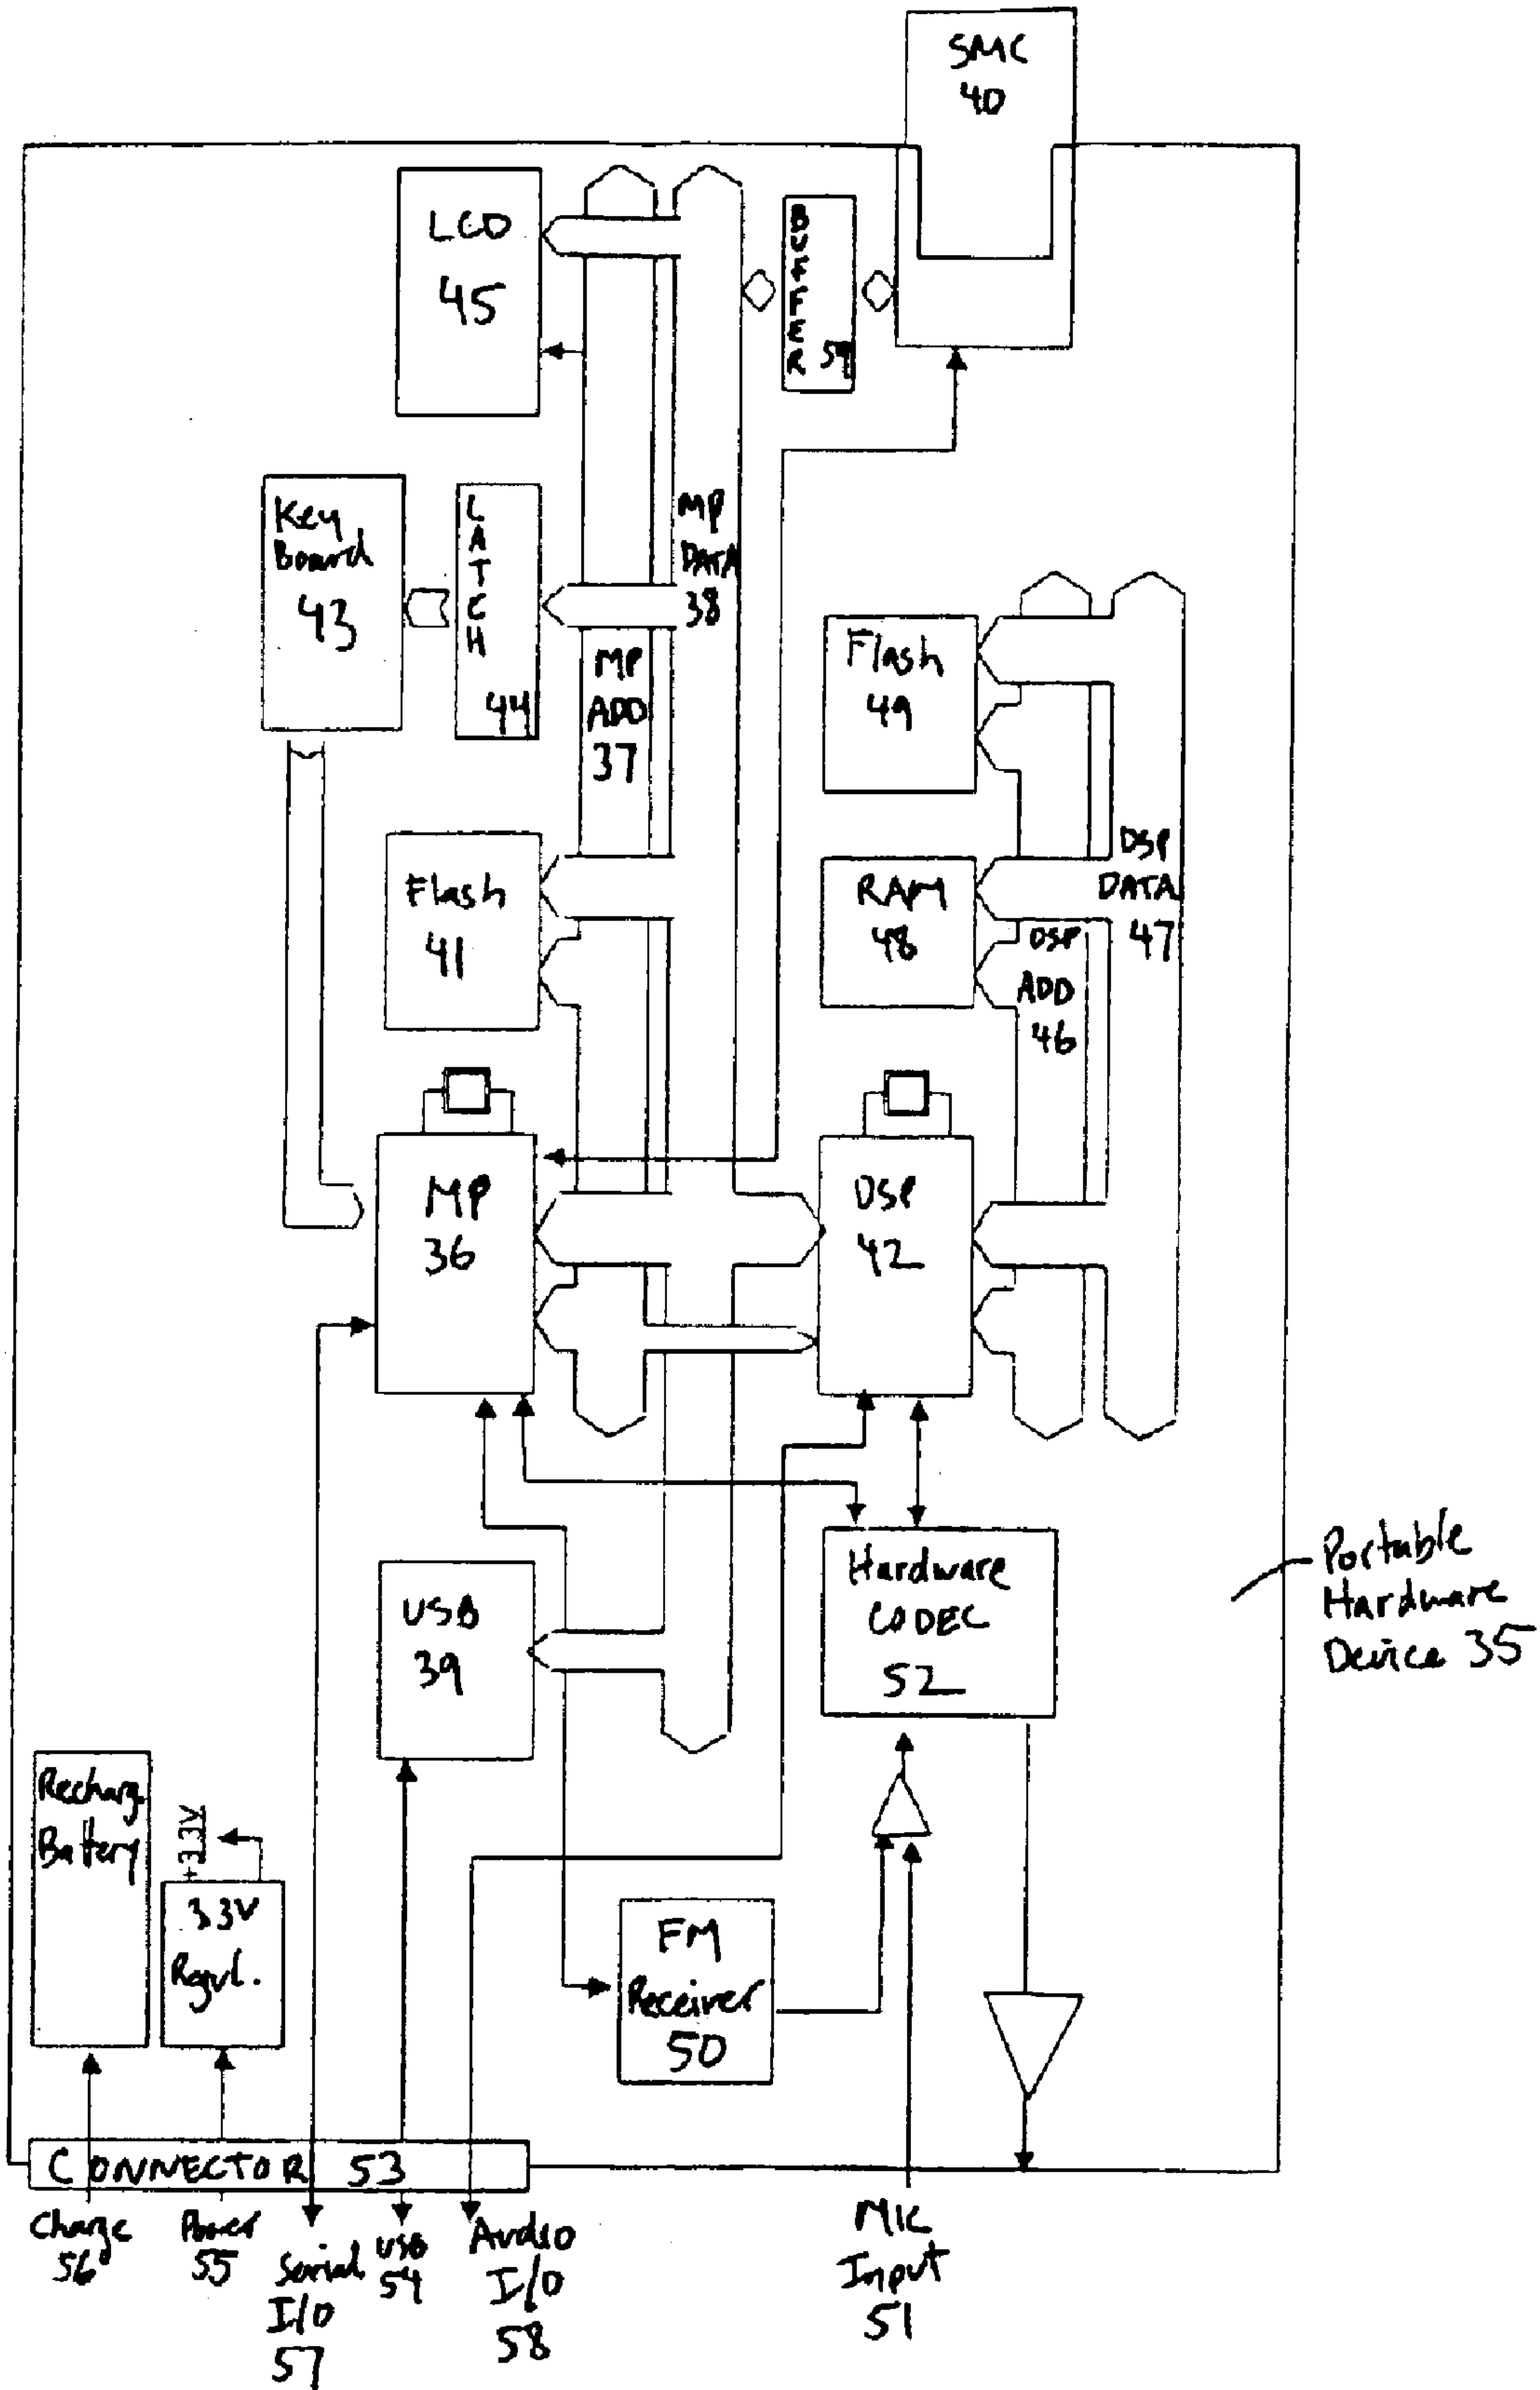 SMC
40
LCD
45
BUFFER
59
Key
Board
43
LATCH
44
MP
DATA
38
MP
ADD
37
Flash
49
Flash
41
RAM
48
DSP
DATA
47
DSP
ADD
46
MP
36
DSP
42
USB
39
Hardware
CODEC
52
Portable
Hardware
Device 35
Recharg.
Battery
+3.3V
3.3V
Regul.
FM
Receiver
50
CONNECTOR 53
Charge
56
Power
55
Serial
I/O
57
USB
54
Audio
I/O
58
Mic
Input
51